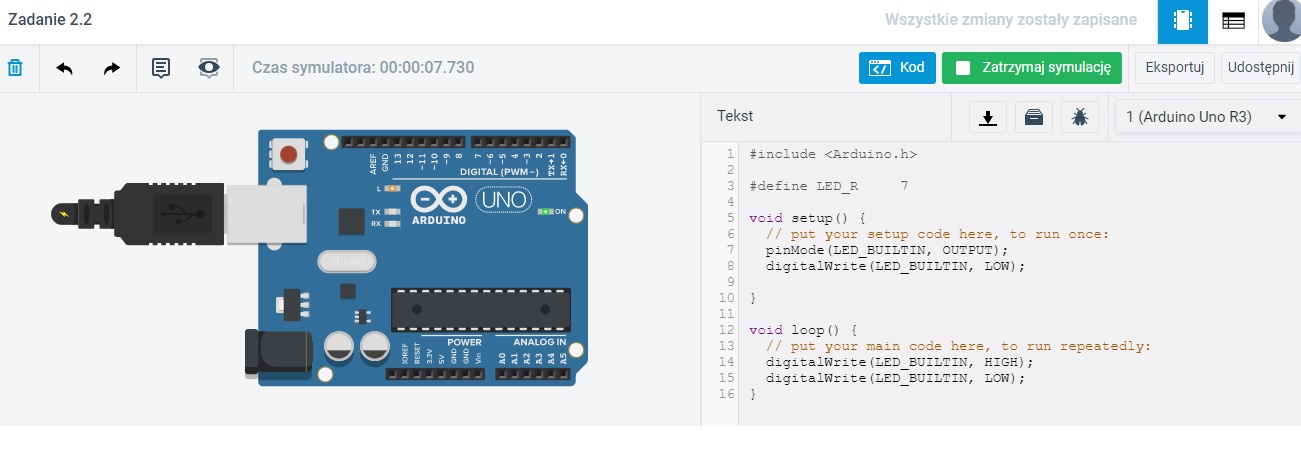 Zadanie 2.2
Wszystkie zmiany zostały zapisane
Czas symulatora: 00:00:07.730
Kod
Zatrzymaj symulację
Eksportuj
Udostępnij
Tekst
1 (Arduino Uno R3)
AREF GND 13 12 ~11 ~10 ~9 8 7 ~6 ~5 4 ~3 2 TX→1 RX←0
DIGITAL (PWM~)
L
UNO
TX
RX
ON
ARDUINO
POWER
ANALOG IN
IOREF RESET 3.3V 5V GND GND Vin A0 A1 A2 A3 A4 A5
1 #include <Arduino.h>
2
3 #define LED_R 7
4
5 void setup() {
6 // put your setup code here, to run once:
7 pinMode(LED_BUILTIN, OUTPUT);
8 digitalWrite(LED_BUILTIN, LOW);
9
10 }
11
12 void loop() {
13 // put your main code here, to run repeatedly:
14 digitalWrite(LED_BUILTIN, HIGH);
15 digitalWrite(LED_BUILTIN, LOW);
16 }